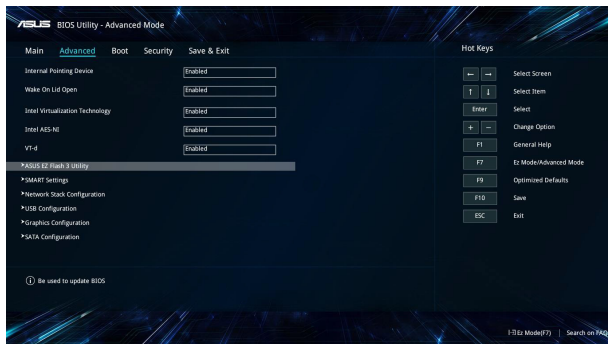 ASUS BIOS Utility - Advanced Mode
Main Advanced Boot Security Save & Exit
Internal Pointing Device Enabled
Wake On Lid Open Enabled
Intel Virtualization Technology Enabled
Intel AES-NI Enabled
VT-d Enabled
ASUS EZ Flash 3 Utility
SMART Settings
Network Stack Configuration
USB Configuration
Graphics Configuration
SATA Configuration
Be used to update BIOS
Hot Keys
← → Select Screen
↑ ↓ Select Item
Enter Select
+ − Change Option
F1 General Help
F7 Ez Mode/Advanced Mode
F9 Optimized Defaults
F10 Save
ESC Exit
Ez Mode(F7) | Search on FAQ